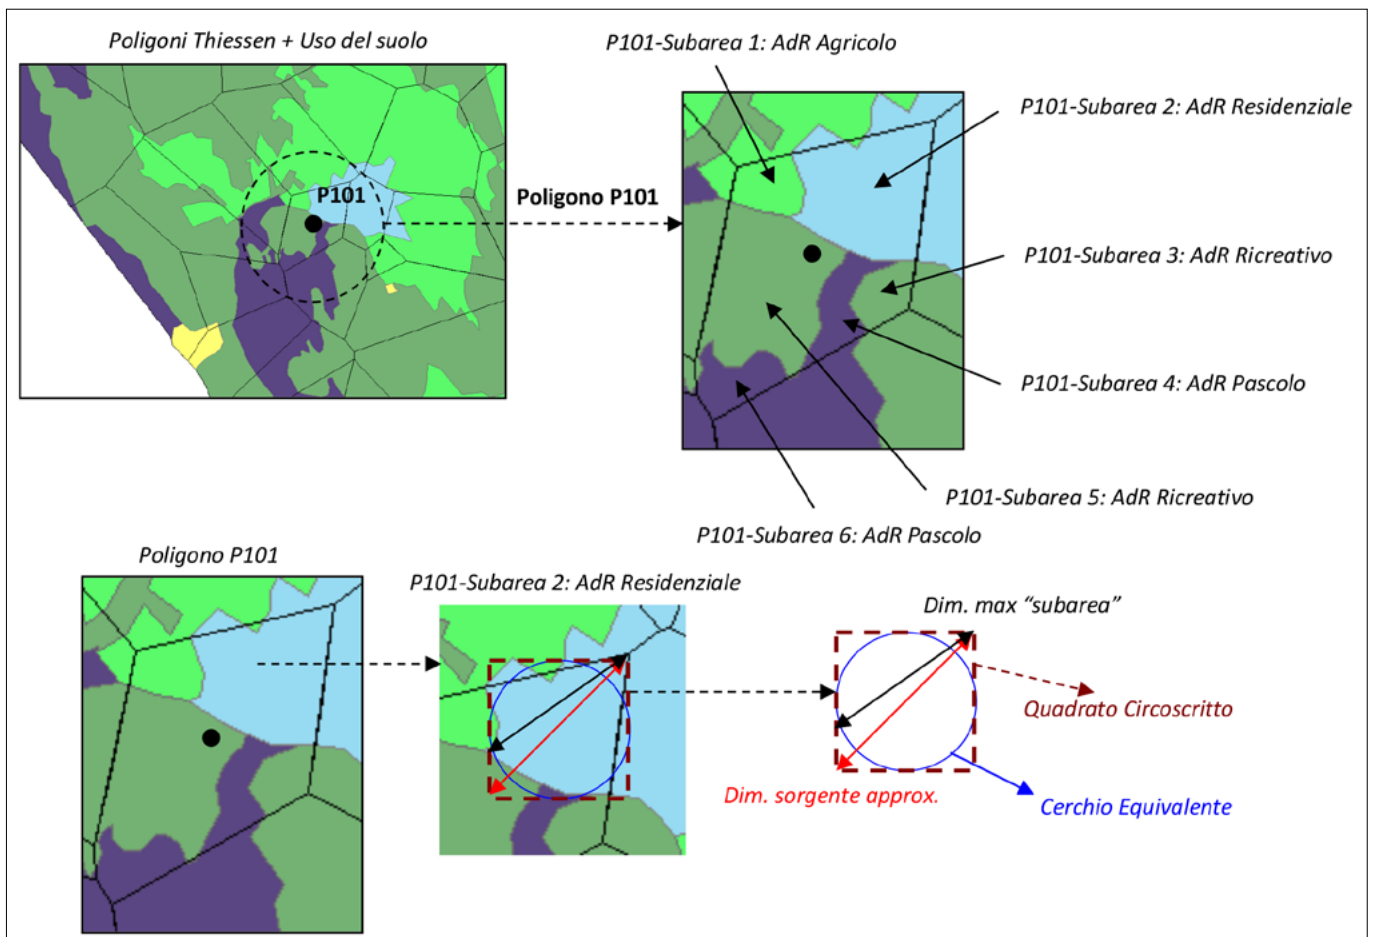 Poligoni Thiessen + Uso del suolo
P101-Subarea 1: AdR Agricolo
P101-Subarea 2: AdR Residenziale
P101
Poligono P101
P101-Subarea 3: AdR Ricreativo
P101-Subarea 4: AdR Pascolo
P101-Subarea 5: AdR Ricreativo
P101-Subarea 6: AdR Pascolo
Poligono P101
P101-Subarea 2: AdR Residenziale
Dim. max “subarea”
Quadrato Circoscritto
Dim. sorgente approx.
Cerchio Equivalente